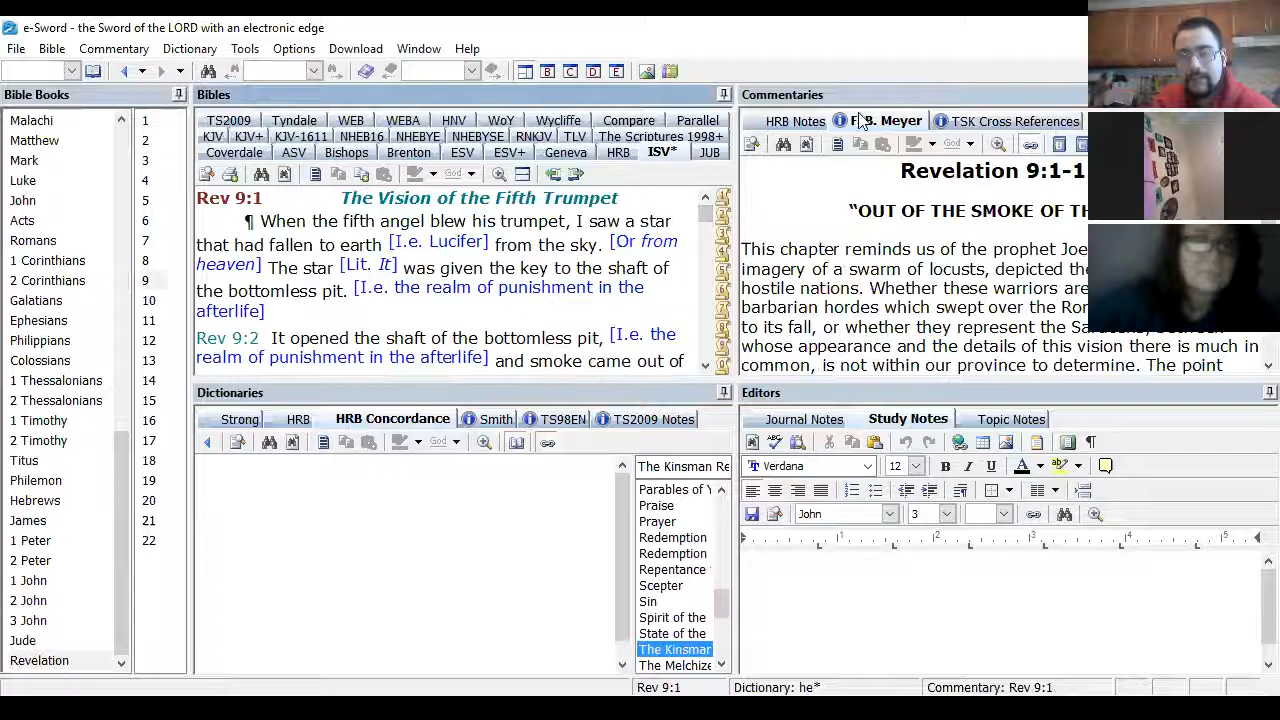 e-Sword - the Sword of the LORD with an electronic edge
File Bible Commentary Dictionary Tools Options Download Window Help
B C D E
Bible Books
Malachi
Matthew
Mark
Luke
John
Acts
Romans
1 Corinthians
2 Corinthians
Galatians
Ephesians
Philippians
Colossians
1 Thessalonians
2 Thessalonians
1 Timothy
2 Timothy
Titus
Philemon
Hebrews
James
1 Peter
2 Peter
1 John
2 John
3 John
Jude
Revelation
1
2
3
4
5
6
7
8
9
10
11
12
13
14
15
16
17
18
19
20
21
22
Bibles
TS2009 Tyndale WEB WEBA HNV WoY Wycliffe Compare Parallel
KJV KJV+ KJV-1611 NHEB16 NHEBYE NHEBYSE RNKJV TLV The Scriptures 1998+
Coverdale ASV Bishops Brenton ESV ESV+ Geneva HRB ISV* JUB
God
Rev 9:1 The Vision of the Fifth Trumpet
¶ When the fifth angel blew his trumpet, I saw a star
that had fallen to earth [I.e. Lucifer] from the sky. [Or from
heaven] The star [Lit. It] was given the key to the shaft of
the bottomless pit. [I.e. the realm of punishment in the
afterlife]
Rev 9:2 It opened the shaft of the bottomless pit, [I.e. the
realm of punishment in the afterlife] and smoke came out of
Commentaries
HRB Notes B. Meyer TSK Cross References
God
Revelation 9:1-1
“OUT OF THE SMOKE OF TH
This chapter reminds us of the prophet Joe
imagery of a swarm of locusts, depicted the
hostile nations. Whether these warriors are
barbarian hordes which swept over the Ro
to its fall, or whether they represent the
whose appearance and the details of this vision there is much in
common, is not within our province to determine. The point
Dictionaries
Strong HRB HRB Concordance Smith TS98EN TS2009 Notes
God
The Kinsman Re
Parables of Y
Praise
Prayer
Redemption
Redemption
Repentance
Scepter
Sin
Spirit of the
State of the
The Kinsman
The Melchize
Editors
Journal Notes Study Notes Topic Notes
Verdana 12 B I U A ab
John 3
1 2 3 4 5
Rev 9:1 Dictionary: he* Commentary: Rev 9:1